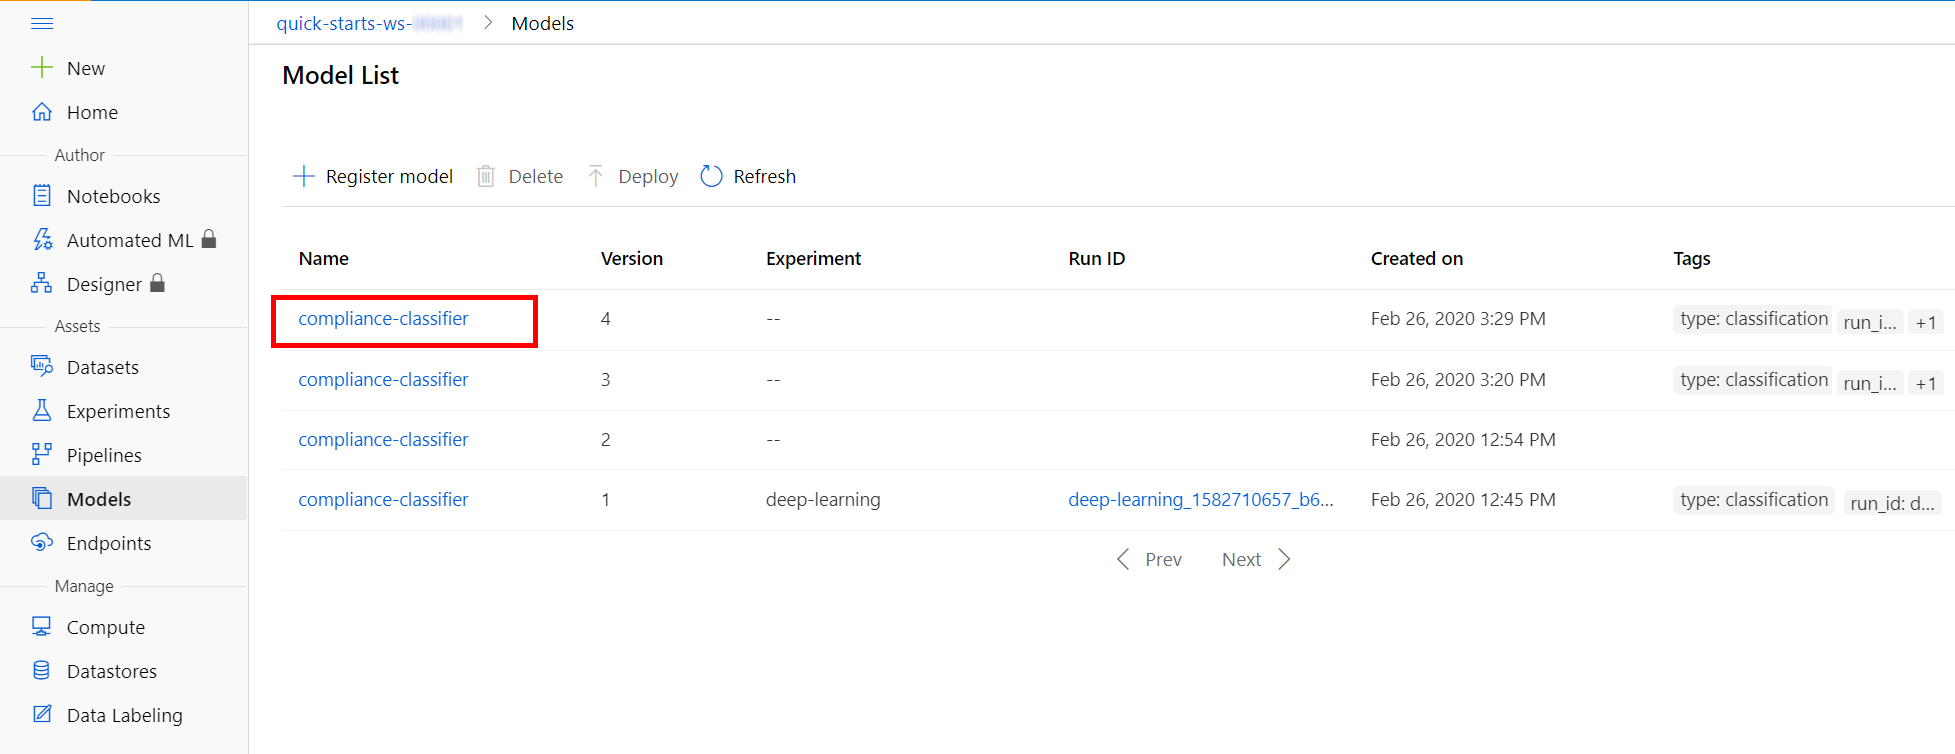 quick-starts-ws- > Models
New
Home
Author
Notebooks
Automated ML
Designer
Assets
Datasets
Experiments
Pipelines
Models
Endpoints
Manage
Compute
Datastores
Data Labeling
Model List
Register model Delete Deploy Refresh
Name Version Experiment Run ID Created on Tags
compliance-classifier 4 -- Feb 26, 2020 3:29 PM type: classification run_i... +1
compliance-classifier 3 -- Feb 26, 2020 3:20 PM type: classification run_i... +1
compliance-classifier 2 -- Feb 26, 2020 12:54 PM
compliance-classifier 1 deep-learning deep-learning_1582710657_b6... Feb 26, 2020 12:45 PM type: classification run_id: d...
Prev Next